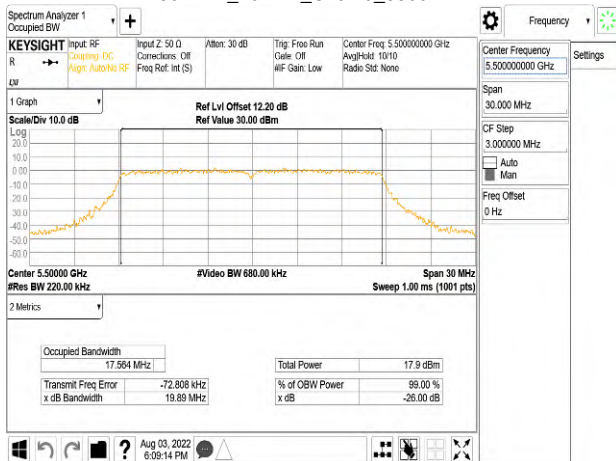 Spectrum Analyzer 1
Occupied BW
Frequency
KEYSIGHT
R
Input: RF
Coupling: DC
Align: Auto/No RF
Input Z: 50 Ω
Corrections: Off
Freq Ref: Int (S)
Atten: 30 dB
Trig: Free Run
Gate: Off
#IF Gain: Low
Center Freq: 5.500000000 GHz
Avg|Hold: 10/10
Radio Std: None
Center Frequency
5.500000000 GHz
Settings
Span
30.000 MHz
CF Step
3.000000 MHz
Auto
Man
Freq Offset
0 Hz
1 Graph
Scale/Div 10.0 dB
Ref Lvl Offset 12.20 dB
Ref Value 30.00 dBm
Log
20.0
10.0
0.00
-10.0
-20.0
-30.0
-40.0
-50.0
-60.0
Center 5.50000 GHz
#Video BW 680.00 kHz
Span 30 MHz
#Res BW 220.00 kHz
Sweep 1.00 ms (1001 pts)
2 Metrics
Occupied Bandwidth
17.564 MHz
Total Power
17.9 dBm
Transmit Freq Error
-72.808 kHz
% of OBW Power
99.00 %
x dB Bandwidth
19.89 MHz
x dB
-26.00 dB
?
Aug 03, 2022
6:09:14 PM